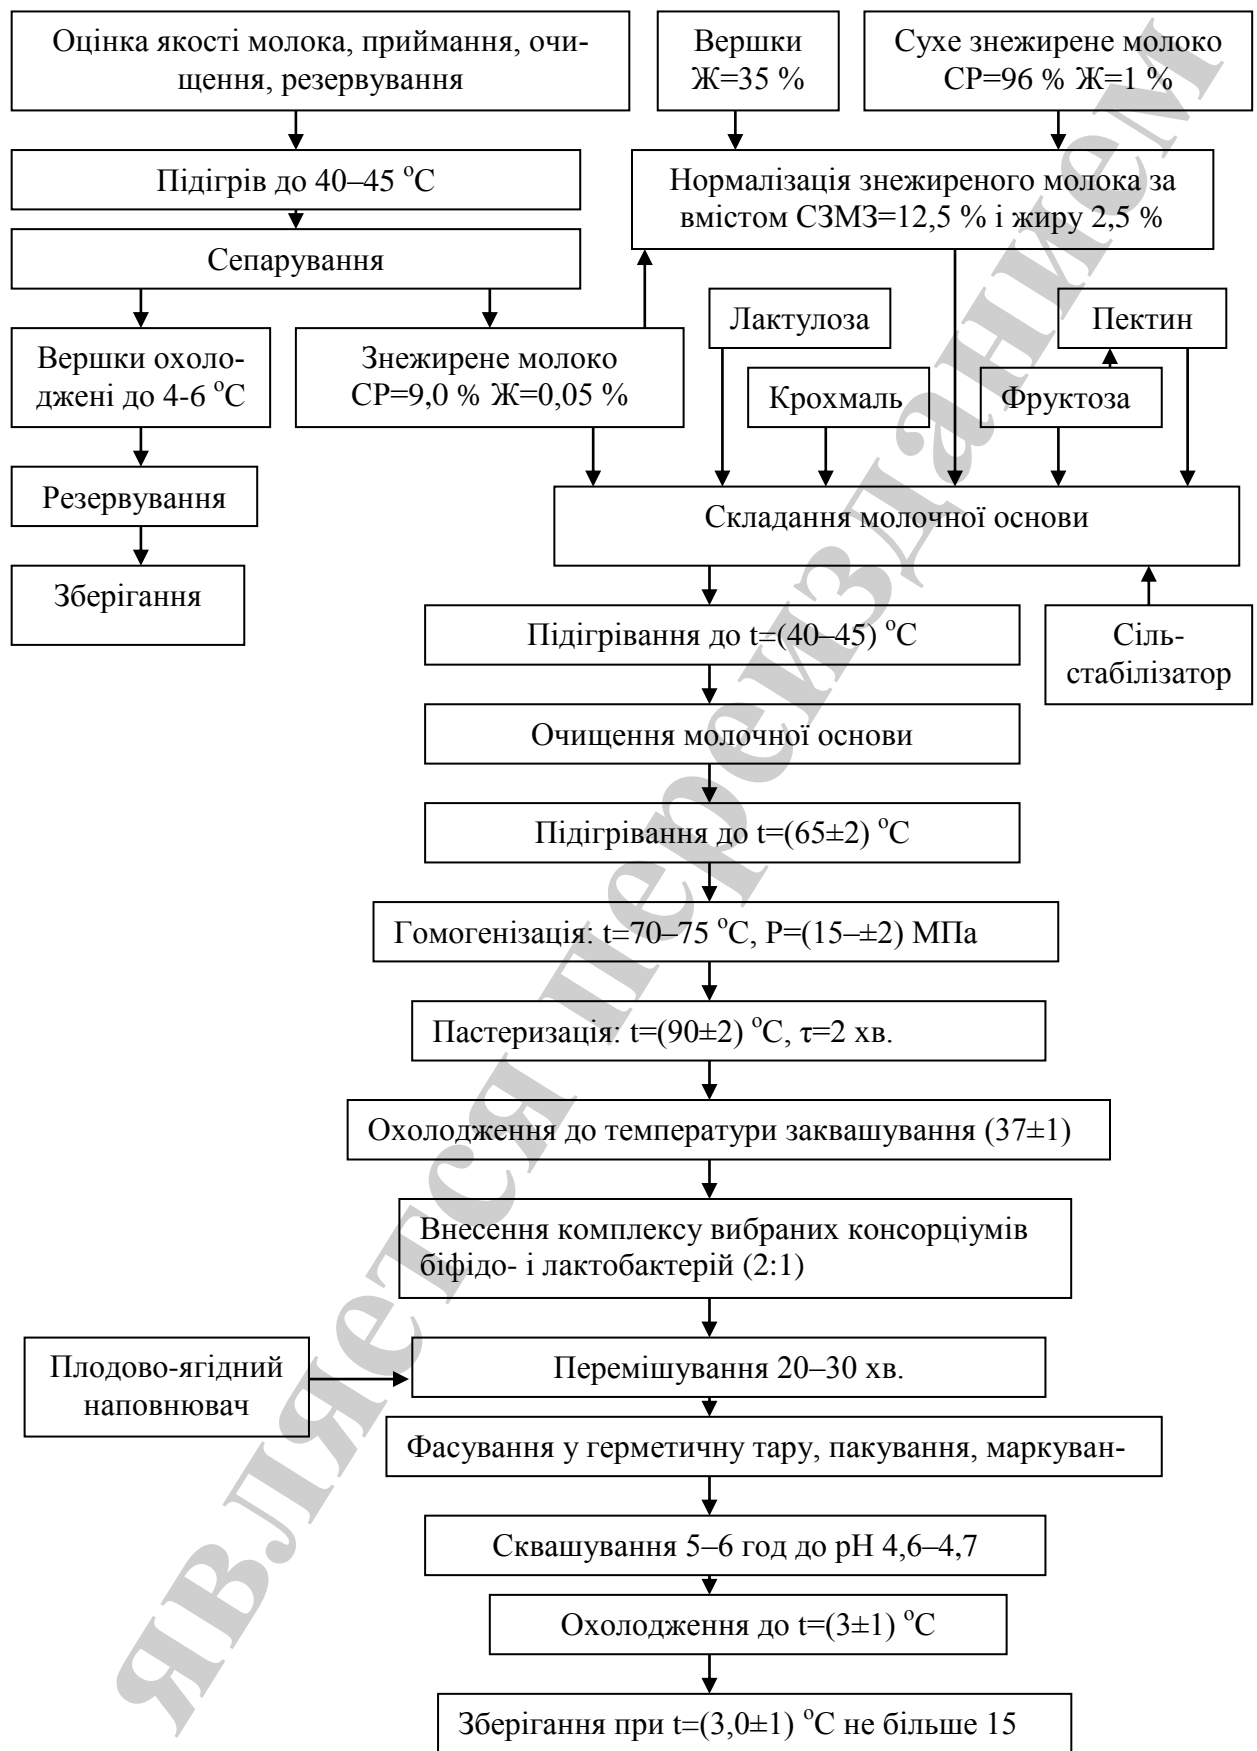 Оцінка якості молока, приймання, очи-
щення, резервування
Вершки
Ж=35 %
Сухе знежирене молоко
СР=96 % Ж=1 %
Підігрів до 40–45 °С
Нормалізація знежиреного молока за
вмістом СЗМЗ=12,5 % і жиру 2,5 %
Сепарування
Вершки охоло-
джені до 4-6 °С
Знежирене молоко
СР=9,0 % Ж=0,05 %
Лактулоза
Пектин
Крохмаль
Фруктоза
Резервування
Складання молочної основи
Зберігання
Підігрівання до t=(40–45) °С
Сіль-
стабілізатор
Очищення молочної основи
Підігрівання до t=(65±2) °С
Гомогенізація: t=70–75 °С, Р=(15–±2) МПа
Пастеризація: t=(90±2) °С, τ=2 хв.
Охолодження до температури заквашування (37±1)
Внесення комплексу вибраних консорціумів
біфідо- і лактобактерій (2:1)
Плодово-ягідний
наповнювач
Перемішування 20–30 хв.
Фасування у герметичну тару, пакування, маркуван-
Сквашування 5–6 год до рН 4,6–4,7
Охолодження до t=(3±1) °С
Зберігання при t=(3,0±1) °С не більше 15
является переизданием